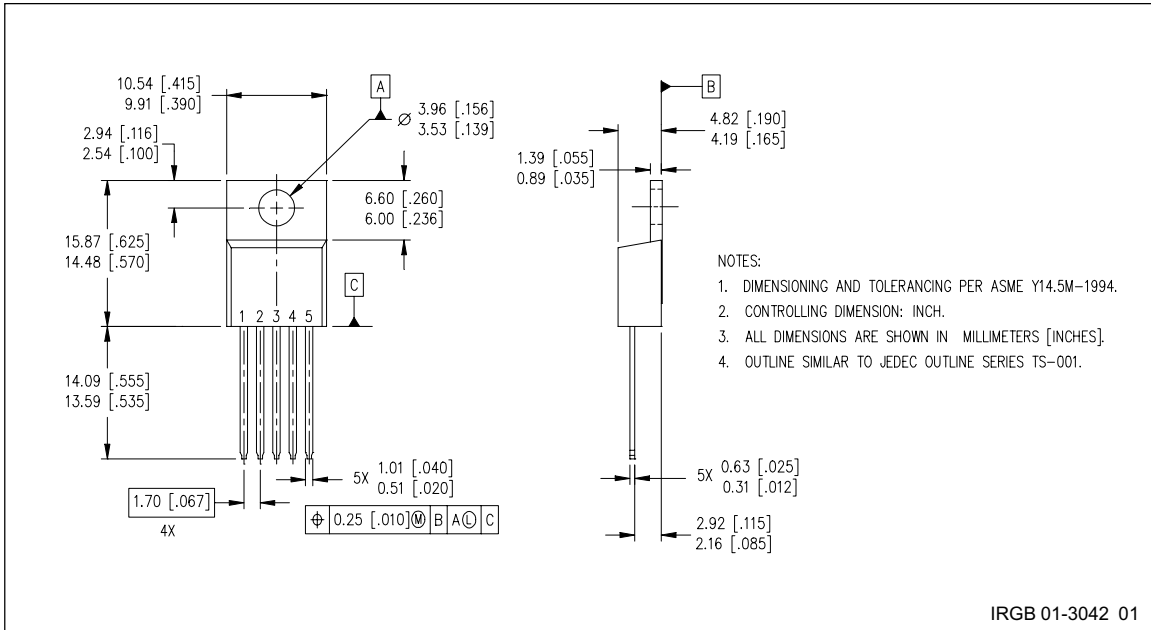 10.54 [.415]
9.91 [.390]
A
⌀ 3.96 [.156]
3.53 [.139]
B
2.94 [.116]
2.54 [.100]
4.82 [.190]
4.19 [.165]
1.39 [.055]
0.89 [.035]
6.60 [.260]
6.00 [.236]
15.87 [.625]
14.48 [.570]
C
1 2 3 4 5
NOTES:
1. DIMENSIONING AND TOLERANCING PER ASME Y14.5M-1994.
2. CONTROLLING DIMENSION: INCH.
3. ALL DIMENSIONS ARE SHOWN IN MILLIMETERS [INCHES].
4. OUTLINE SIMILAR TO JEDEC OUTLINE SERIES TS-001.
14.09 [.555]
13.59 [.535]
5X 1.01 [.040]
0.51 [.020]
5X 0.63 [.025]
0.31 [.012]
1.70 [.067]
4X
⌖ 0.25 [.010] Ⓜ B A Ⓛ C
2.92 [.115]
2.16 [.085]
IRGB 01-3042 01